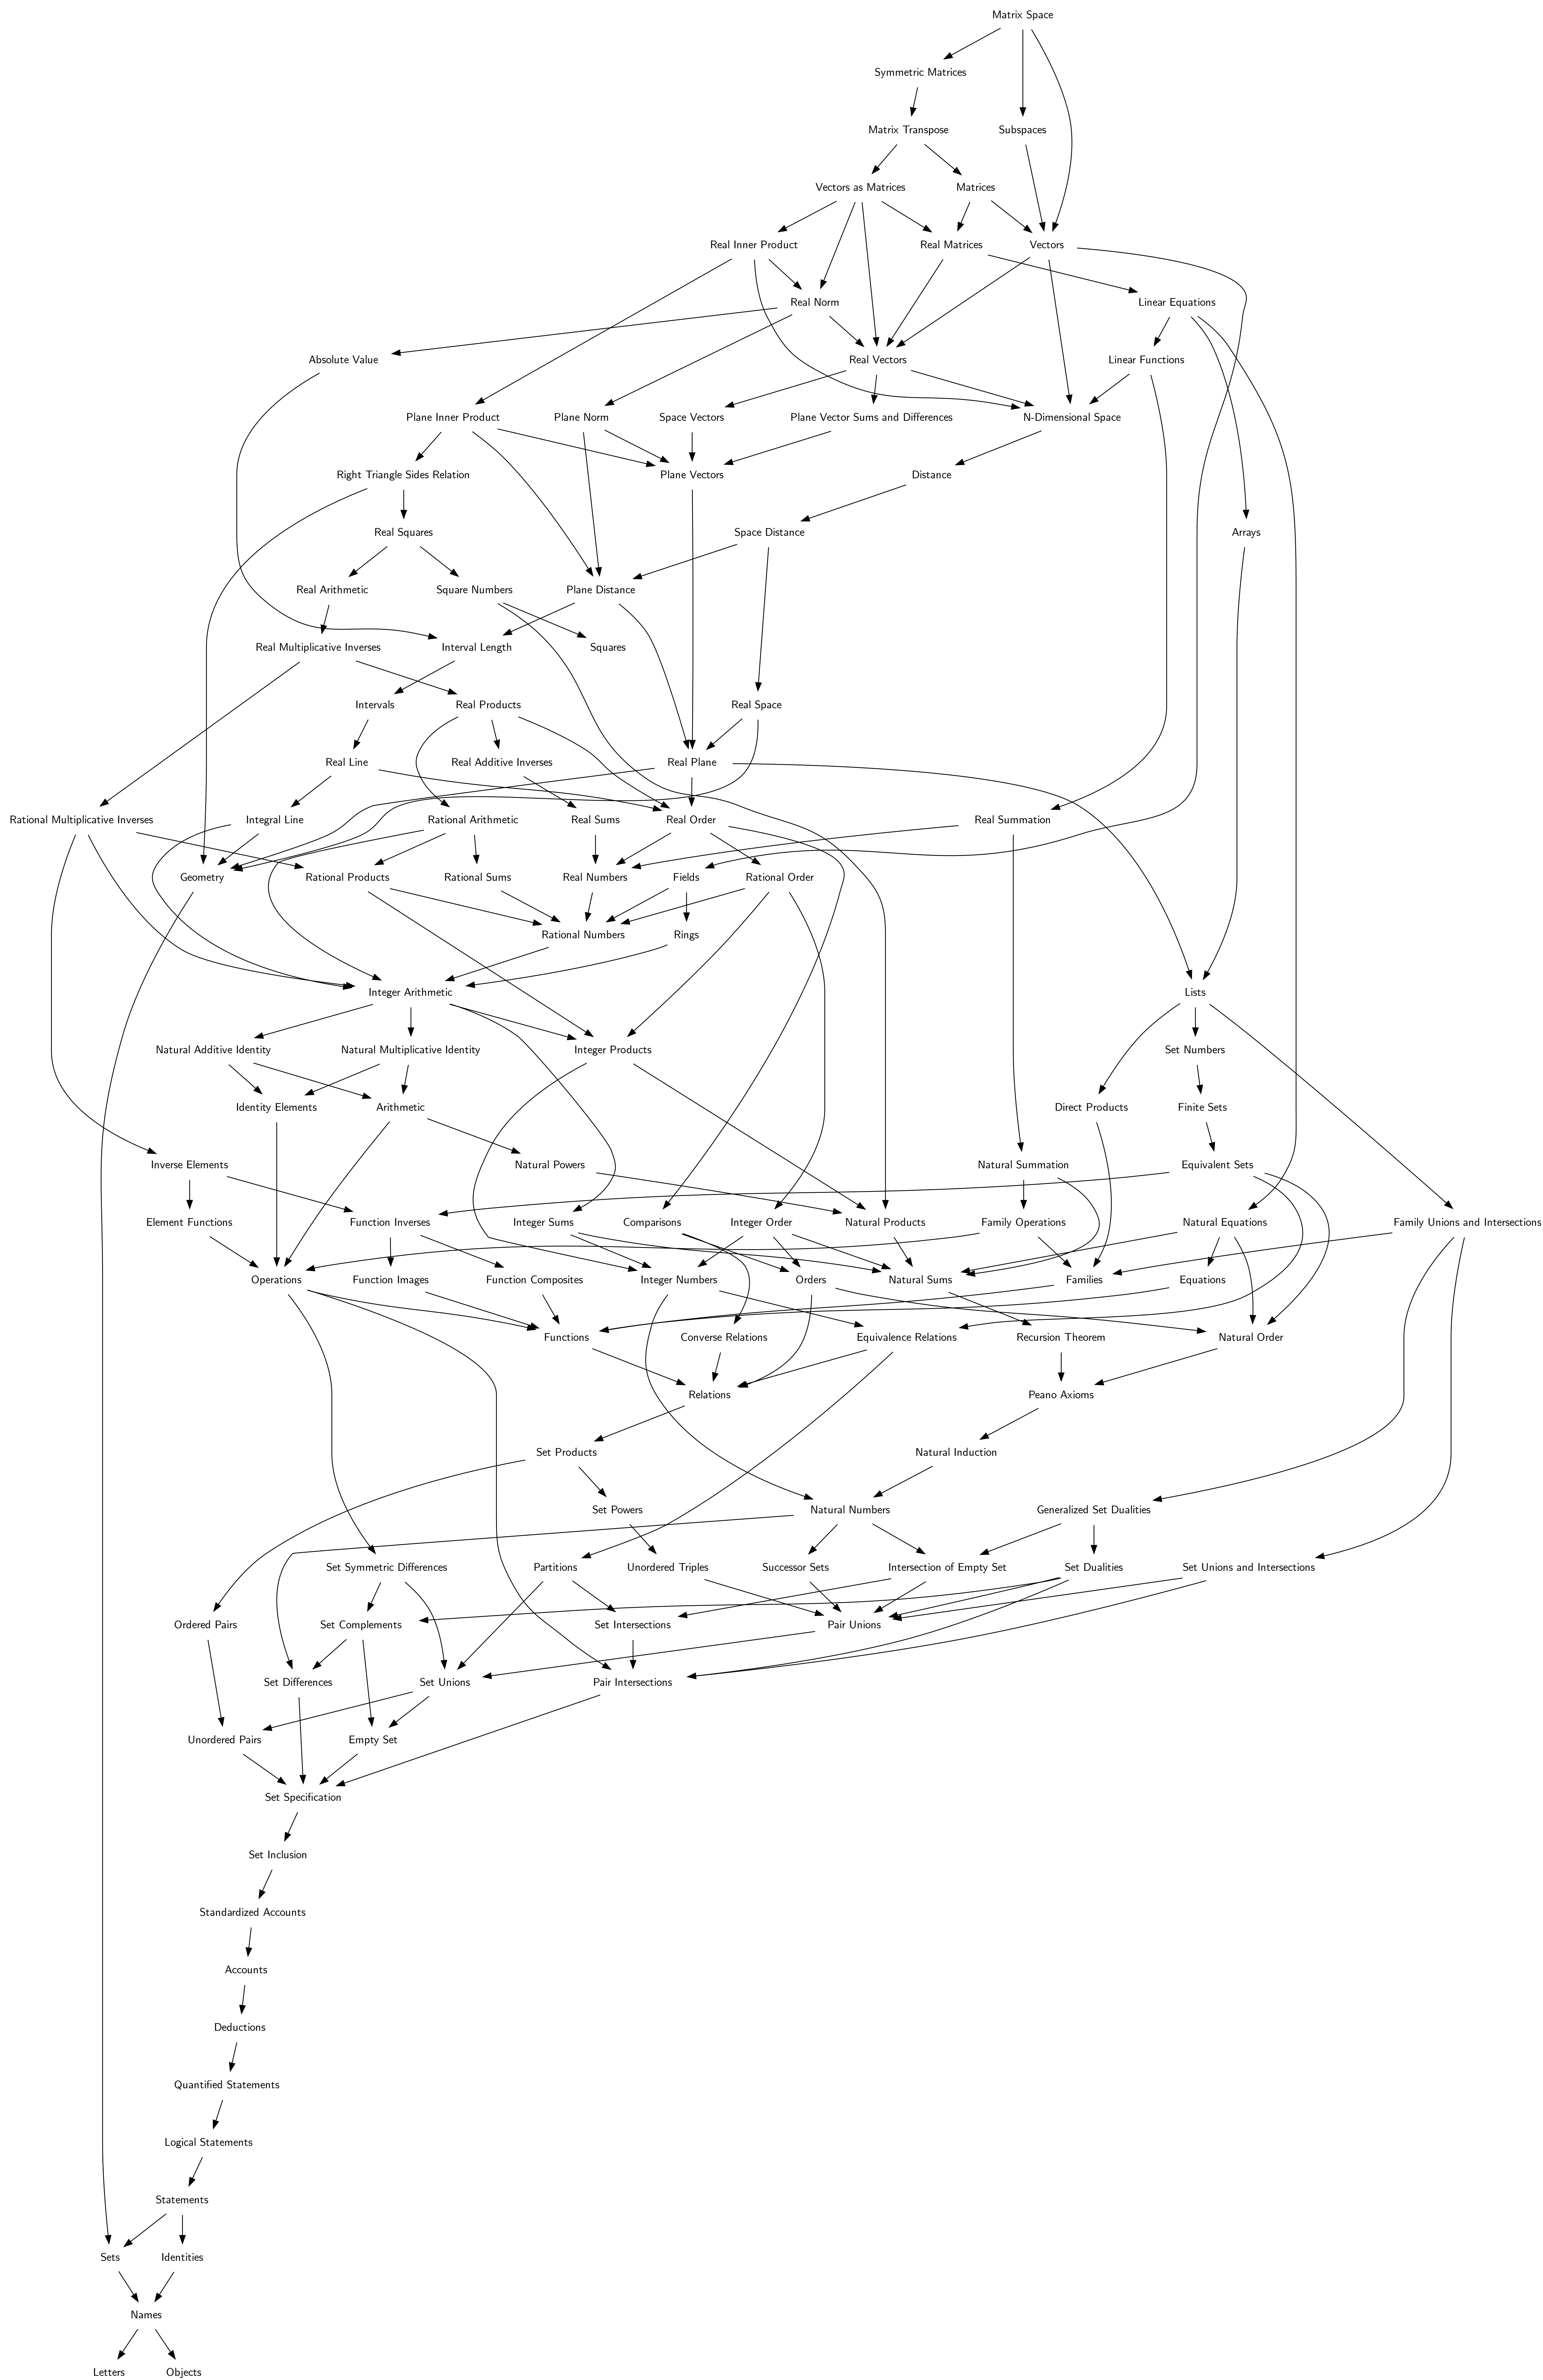 Matrix Space
Symmetric Matrices
Matrix Transpose
Subspaces
Vectors as Matrices
Matrices
Real Inner Product
Real Matrices
Vectors
Real Norm
Linear Equations
Absolute Value
Real Vectors
Linear Functions
Plane Inner Product
Plane Norm
Space Vectors
Plane Vector Sums and Differences
N-Dimensional Space
Right Triangle Sides Relation
Plane Vectors
Distance
Real Squares
Space Distance
Arrays
Real Arithmetic
Square Numbers
Plane Distance
Real Multiplicative Inverses
Interval Length
Squares
Intervals
Real Products
Real Space
Real Line
Real Additive Inverses
Real Plane
Rational Multiplicative Inverses
Integral Line
Rational Arithmetic
Real Sums
Real Order
Real Summation
Geometry
Rational Products
Rational Sums
Real Numbers
Fields
Rational Order
Rational Numbers
Rings
Integer Arithmetic
Lists
Natural Additive Identity
Natural Multiplicative Identity
Integer Products
Set Numbers
Identity Elements
Arithmetic
Direct Products
Finite Sets
Inverse Elements
Natural Powers
Natural Summation
Equivalent Sets
Element Functions
Function Inverses
Integer Sums
Comparisons
Integer Order
Natural Products
Family Operations
Natural Equations
Family Unions and Intersections
Operations
Function Images
Function Composites
Integer Numbers
Orders
Natural Sums
Families
Equations
Functions
Converse Relations
Equivalence Relations
Recursion Theorem
Natural Order
Relations
Peano Axioms
Set Products
Natural Induction
Set Powers
Natural Numbers
Generalized Set Dualities
Set Symmetric Differences
Partitions
Unordered Triples
Successor Sets
Intersection of Empty Set
Set Dualities
Set Unions and Intersections
Ordered Pairs
Set Complements
Set Intersections
Pair Unions
Set Differences
Set Unions
Pair Intersections
Unordered Pairs
Empty Set
Set Specification
Set Inclusion
Standardized Accounts
Accounts
Deductions
Quantified Statements
Logical Statements
Statements
Sets
Identities
Names
Letters
Objects